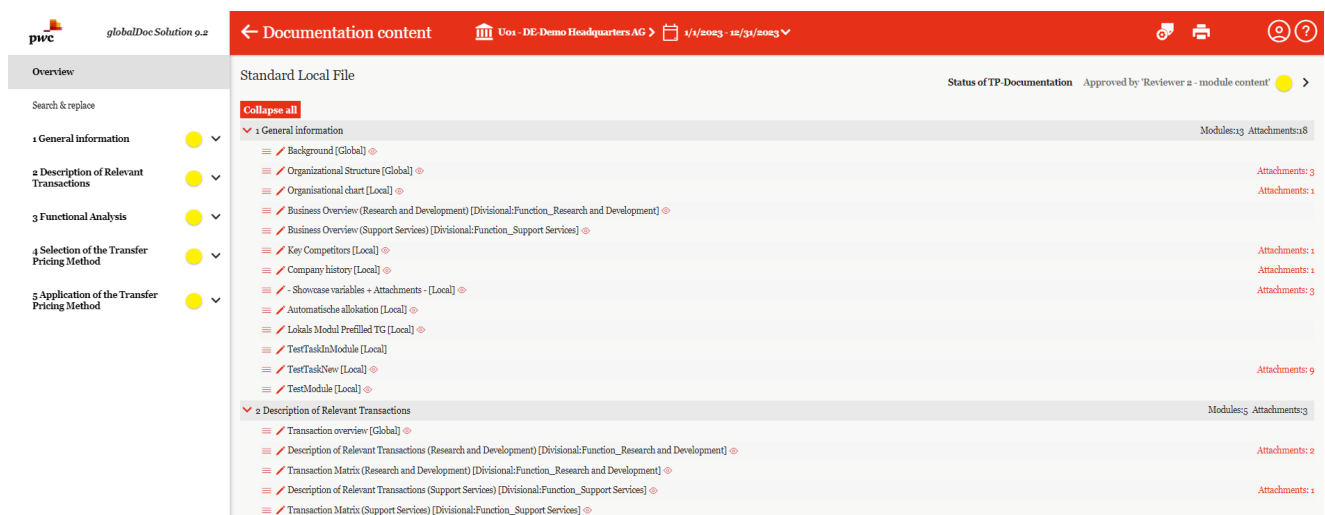 pwc
globalDoc Solution 9.2
Documentation content
U01 - DE-Demo Headquarters AG
1/1/2023 - 12/31/2023
Overview
Search & replace
1 General information
2 Description of Relevant
Transactions
3 Functional Analysis
4 Selection of the Transfer
Pricing Method
5 Application of the Transfer
Pricing Method
Standard Local File
Status of TP-Documentation Approved by 'Reviewer 2 - module content'
Collapse all
1 General information Modules:13 Attachments:18
Background [Global]
Organizational Structure [Global] Attachments: 3
Organisational chart [Local] Attachments: 1
Business Overview (Research and Development) [Divisional:Function_Research and Development]
Business Overview (Support Services) [Divisional:Function_Support Services]
Key Competitors [Local] Attachments: 1
Company history [Local] Attachments: 1
- Showcase variables + Attachments - [Local] Attachments: 3
Automatische allokation [Local]
Lokals Modul Prefilled TG [Local]
TestTaskInModule [Local]
TestTaskNew [Local] Attachments: 9
TestModule [Local]
2 Description of Relevant Transactions Modules:5 Attachments:3
Transaction overview [Global]
Description of Relevant Transactions (Research and Development) [Divisional:Function_Research and Development] Attachments: 2
Transaction Matrix (Research and Development) [Divisional:Function_Research and Development]
Description of Relevant Transactions (Support Services) [Divisional:Function_Support Services] Attachments: 1
Transaction Matrix (Support Services) [Divisional:Function_Support Services]